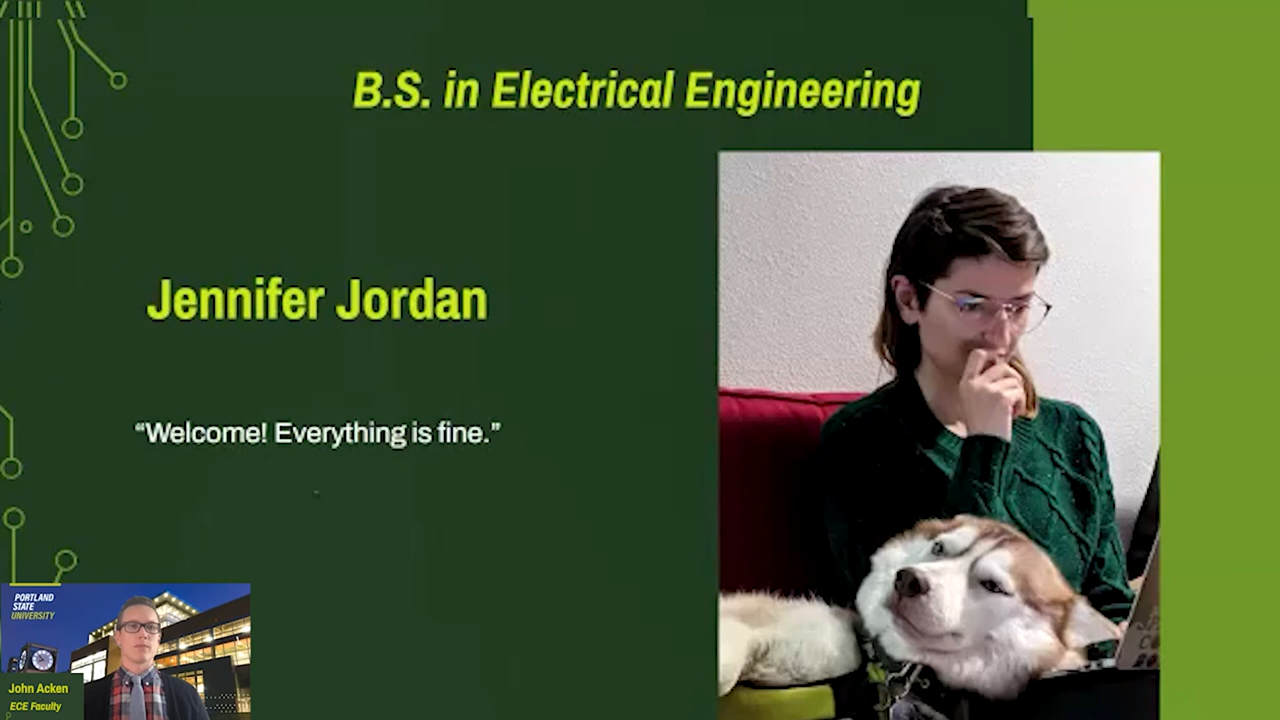 B.S. in Electrical Engineering
Jennifer Jordan
“Welcome! Everything is fine.”
PORTLAND
STATE
UNIVERSITY
John Acken
ECE Faculty